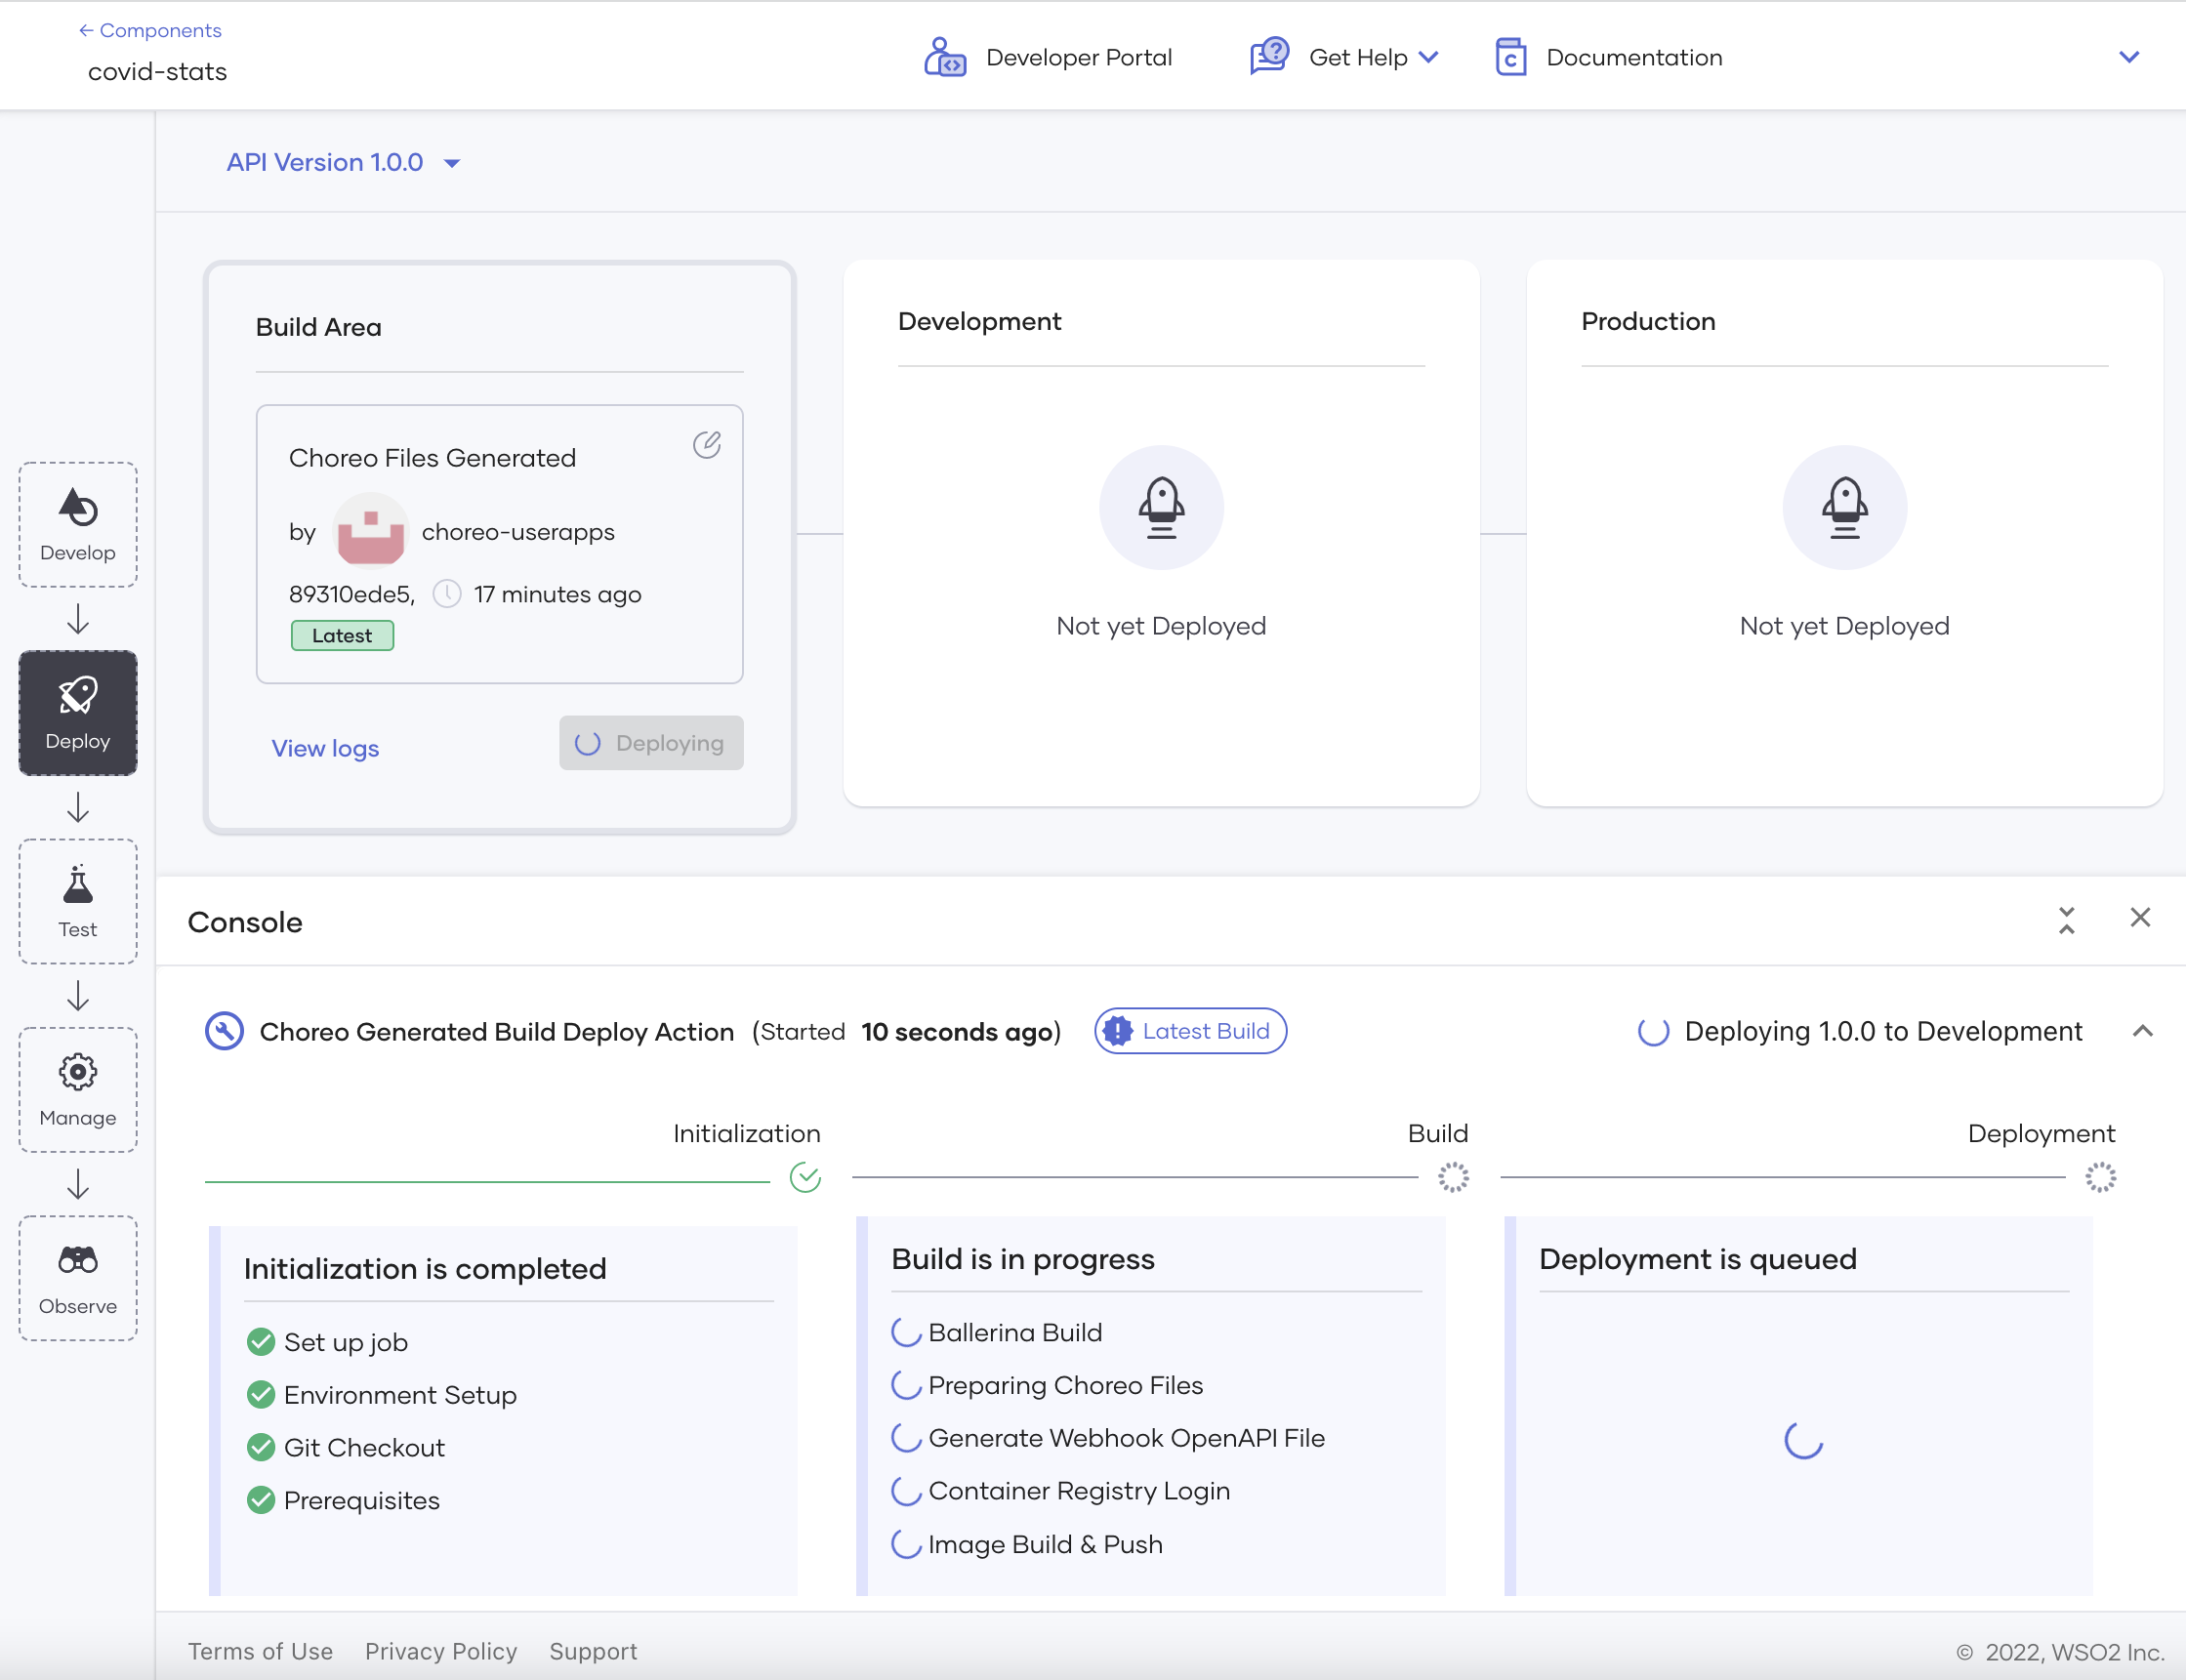 ← Components
covid-stats
Developer Portal
Get Help
Documentation
API Version 1.0.0
Build Area
Choreo Files Generated
by choreo-userapps
89310ede5, 17 minutes ago
Latest
View logs
Deploying
Development
Not yet Deployed
Production
Not yet Deployed
Develop
Deploy
Test
Manage
Observe
Console
Choreo Generated Build Deploy Action (Started 10 seconds ago)
Latest Build
Deploying 1.0.0 to Development
Initialization
Build
Deployment
Initialization is completed
Set up job
Environment Setup
Git Checkout
Prerequisites
Build is in progress
Ballerina Build
Preparing Choreo Files
Generate Webhook OpenAPI File
Container Registry Login
Image Build & Push
Deployment is queued
Terms of Use
Privacy Policy
Support
© 2022, WSO2 Inc.